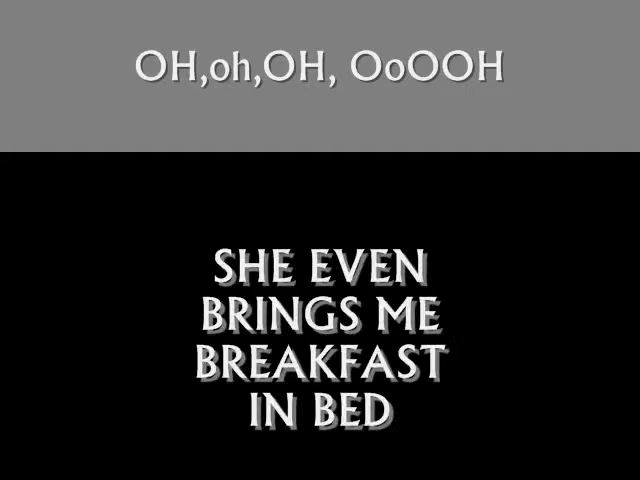 OH,oh,OH, OoOOH
SHE EVEN
BRINGS ME
BREAKFAST
IN BED